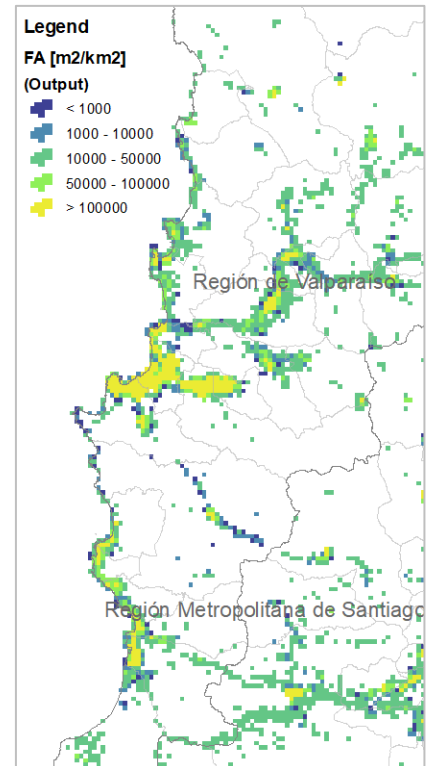 Legend
FA [m2/km2]
(Output)
< 1000
1000 - 10000
10000 - 50000
50000 - 100000
> 100000
Región de Valparaíso
Región Metropolitana de Santiago